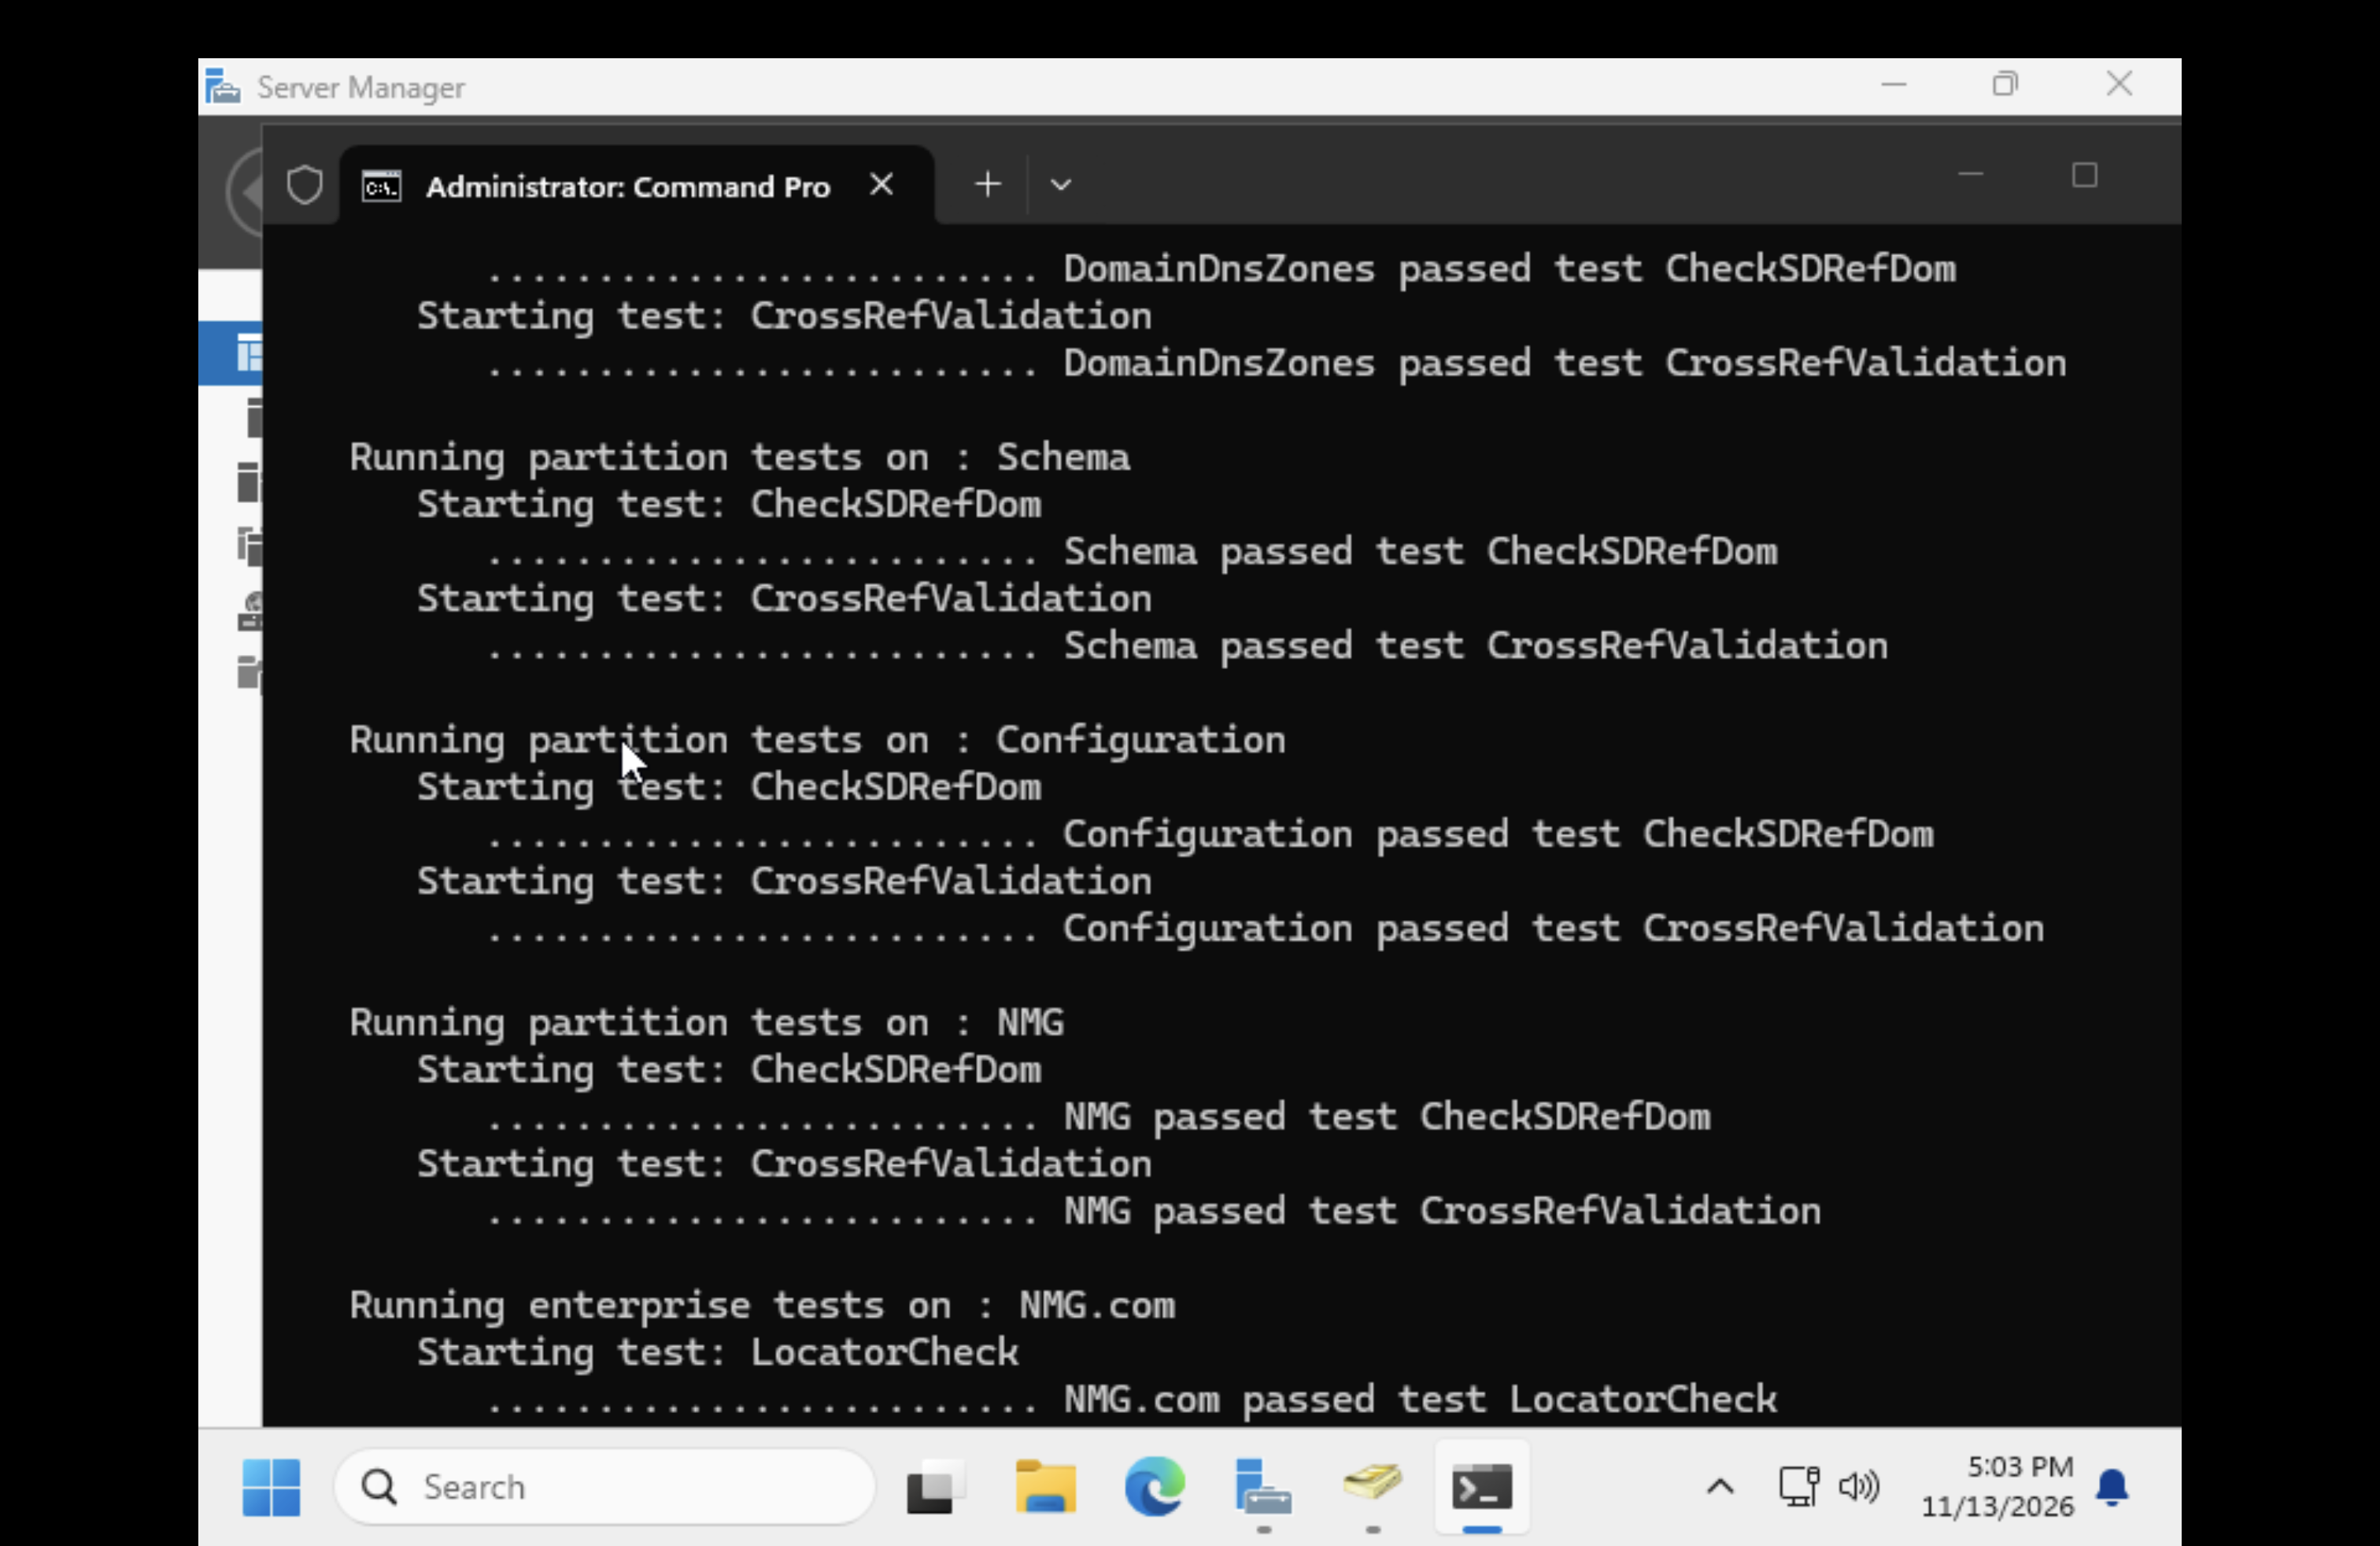 Server Manager
Administrator: Command Pro
......................... DomainDnsZones passed test CheckSDRefDom
Starting test: CrossRefValidation
......................... DomainDnsZones passed test CrossRefValidation
Running partition tests on : Schema
Starting test: CheckSDRefDom
......................... Schema passed test CheckSDRefDom
Starting test: CrossRefValidation
......................... Schema passed test CrossRefValidation
Running partition tests on : Configuration
Starting test: CheckSDRefDom
......................... Configuration passed test CheckSDRefDom
Starting test: CrossRefValidation
......................... Configuration passed test CrossRefValidation
Running partition tests on : NMG
Starting test: CheckSDRefDom
......................... NMG passed test CheckSDRefDom
Starting test: CrossRefValidation
......................... NMG passed test CrossRefValidation
Running enterprise tests on : NMG.com
Starting test: LocatorCheck
......................... NMG.com passed test LocatorCheck
Search
5:03 PM
11/13/2026